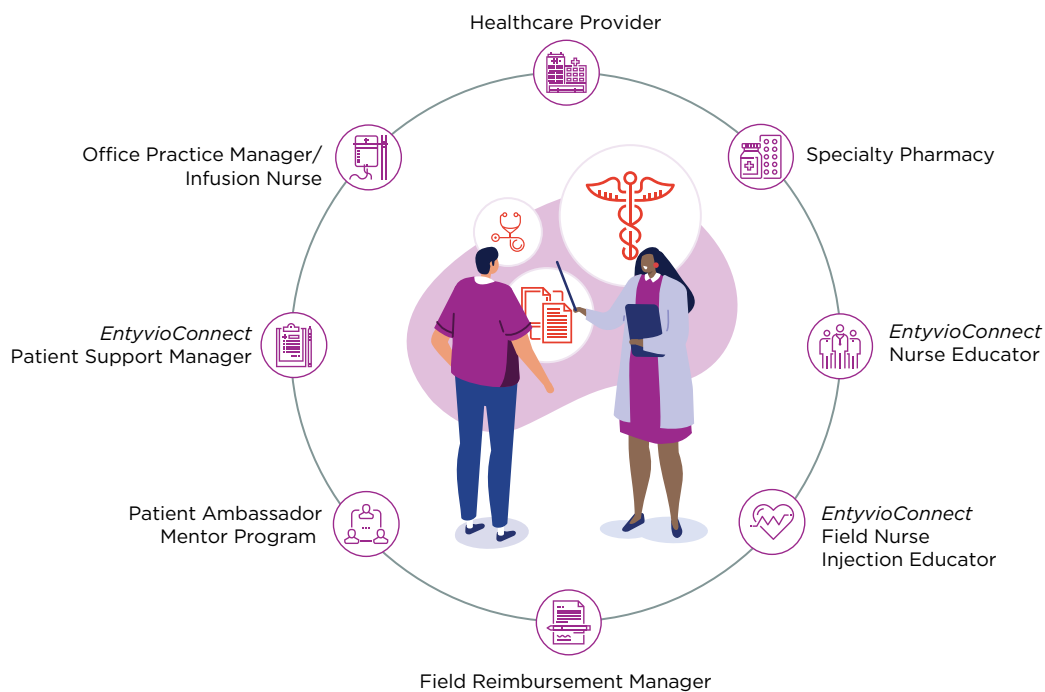 Healthcare Provider
Specialty Pharmacy
Office Practice Manager/
Infusion Nurse
EntyvioConnect
Patient Support Manager
EntyvioConnect
Nurse Educator
Patient Ambassador
Mentor Program
EntyvioConnect
Field Nurse
Injection Educator
Field Reimbursement Manager